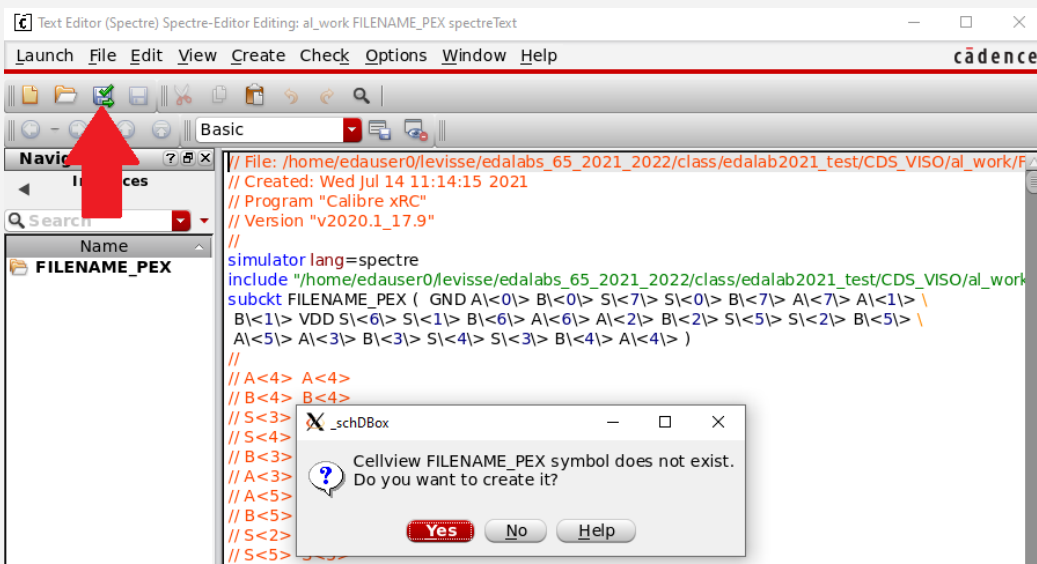 Text Editor (Spectre) Spectre-Editor Editing: al_work FILENAME_PEX spectreText
Launch File Edit View Create Check Options Window Help
cādence
Basic
Navig
? 
ces
Search
Name
FILENAME_PEX
// File: /home/edauser0/levisse/edalabs_65_2021_2022/class/edalab2021_test/CDS_VISO/al_work/F
// Created: Wed Jul 14 11:14:15 2021
// Program "Calibre xRC"
// Version "v2020.1_17.9"
//
simulator lang=spectre
include "/home/edauser0/levisse/edalabs_65_2021_2022/class/edalab2021_test/CDS_VISO/al_work
subckt FILENAME_PEX ( GND A\<0\> B\<0\> S\<7\> S\<0\> B\<7\> A\<7\> A\<1\> \
B\<1\> VDD S\<6\> S\<1\> B\<6\> A\<6\> A\<2\> B\<2\> S\<5\> S\<2\> B\<5\> \
A\<5\> A\<3\> B\<3\> S\<4\> S\<3\> B\<4\> A\<4\> )
//
// A<4> A<4>
// B<4> B<4>
// S<3>
// S<4>
// B<3>
// A<3>
// A<5>
// B<5>
// S<2>
// S<5>
_schDBox
Cellview FILENAME_PEX symbol does not exist.
Do you want to create it?
Yes No Help